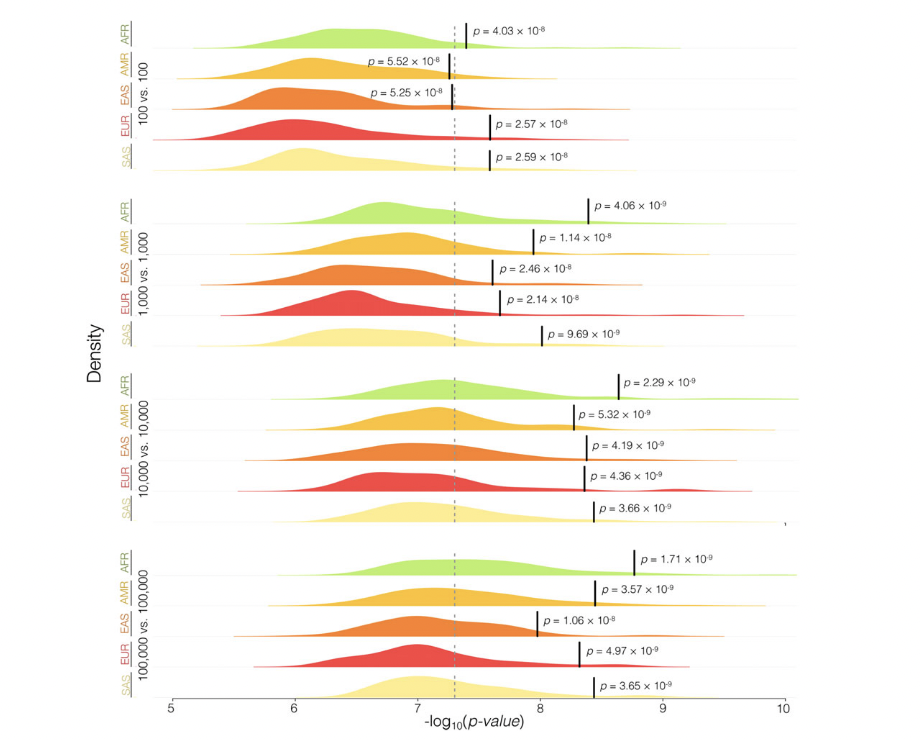 Density
100 vs. 100
AFR
p = 4.03 × 10-8
AMR
p = 5.52 × 10-8
EAS
p = 5.25 × 10-8
EUR
p = 2.57 × 10-8
SAS
p = 2.59 × 10-8
1,000 vs. 1,000
AFR
p = 4.06 × 10-9
AMR
p = 1.14 × 10-8
EAS
p = 2.46 × 10-8
EUR
p = 2.14 × 10-8
SAS
p = 9.69 × 10-9
10,000 vs. 10,000
AFR
p = 2.29 × 10-9
AMR
p = 5.32 × 10-9
EAS
p = 4.19 × 10-9
EUR
p = 4.36 × 10-9
SAS
p = 3.66 × 10-9
100,000 vs. 100,000
AFR
p = 1.71 × 10-9
AMR
p = 3.57 × 10-9
EAS
p = 1.06 × 10-8
EUR
p = 4.97 × 10-9
SAS
p = 3.65 × 10-9
5 6 7 8 9 10
-log10(p-value)